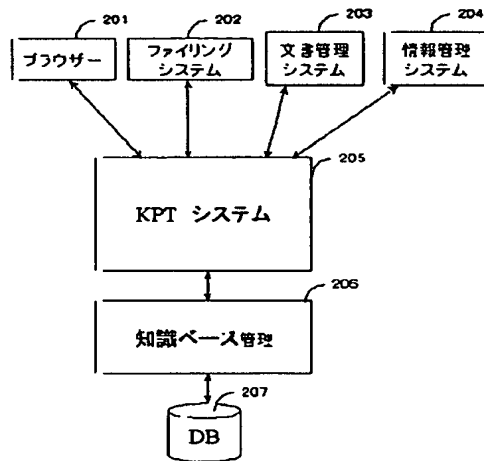 201
202
203
204
ブラウザー
ファイリング
システム
文書管理
システム
情報管理
システム
205
KPT システム
206
知識ベース管理
207
DB